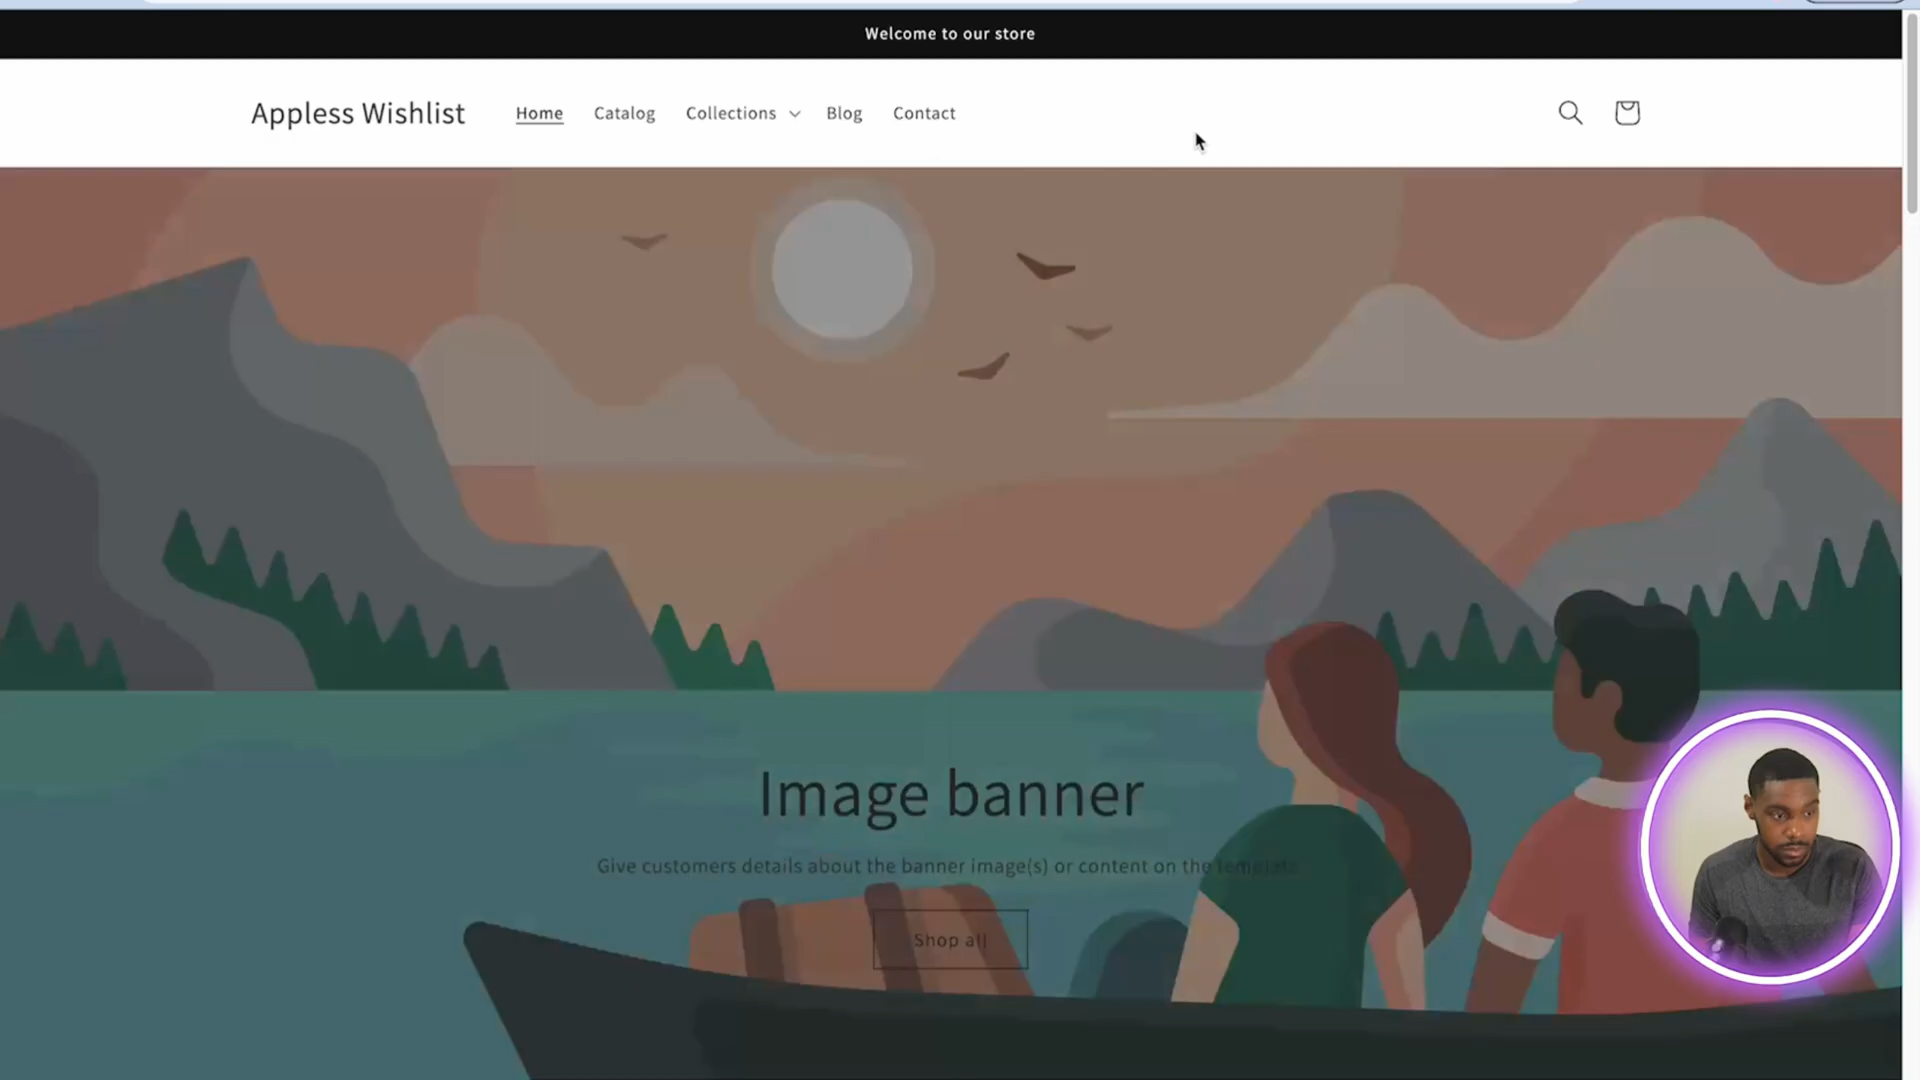 Welcome to our store
Appless Wishlist
Home
Catalog
Collections
Blog
Contact
Image banner
Give customers details about the banner image(s) or content on the template.
Shop all